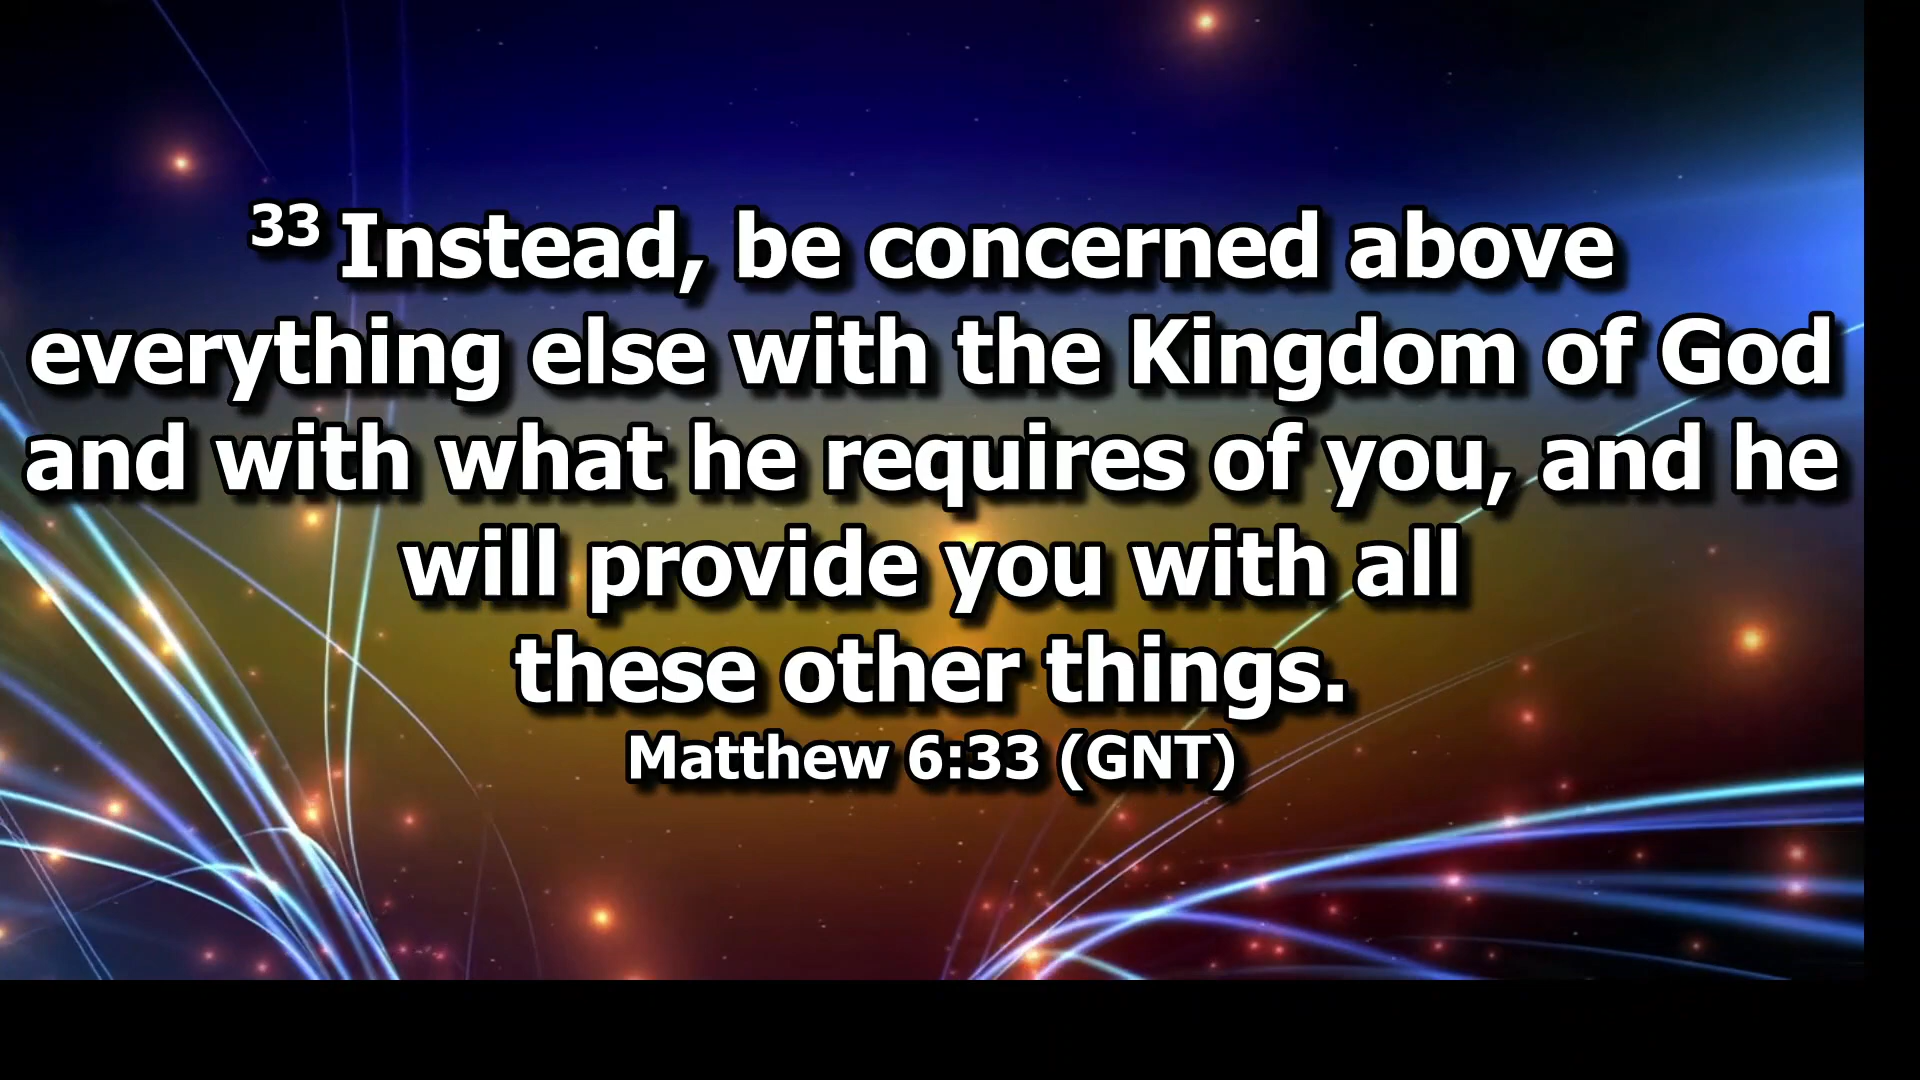 33 Instead, be concerned above
everything else with the Kingdom of God
and with what he requires of you, and he
will provide you with all
these other things.
Matthew 6:33 (GNT)